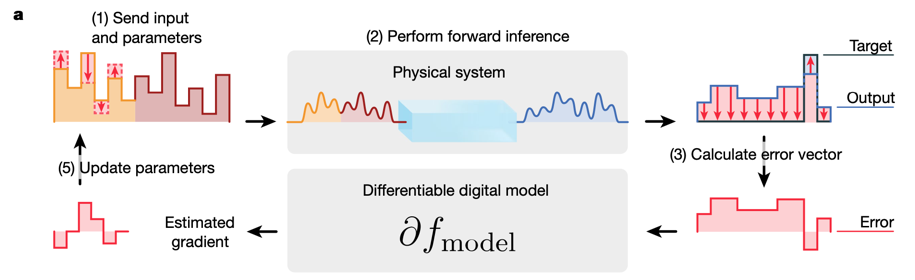 a
(1) Send input
and parameters
(2) Perform forward inference
Physical system
Target
Output
(3) Calculate error vector
(5) Update parameters
Differentiable digital model
∂f_model
Estimated
gradient
Error